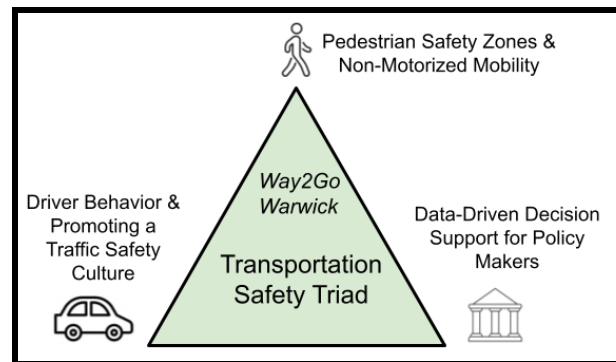 Pedestrian Safety Zones &
Non-Motorized Mobility
Way2Go
Warwick
Transportation
Safety Triad
Driver Behavior &
Promoting a
Traffic Safety
Culture
Data-Driven Decision
Support for Policy
Makers